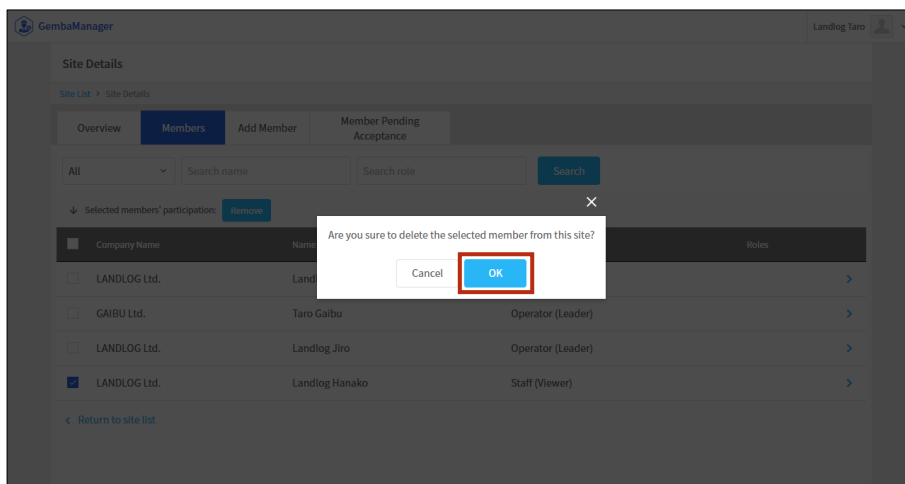 GembaManager
Landlog Taro
Site Details
Site List > Site Details
Overview
Members
Add Member
Member Pending
Acceptance
All
Search name
Search role
Search
Selected members' participation:
Remove
Are you sure to delete the selected member from this site?
Cancel
OK
Company Name
Name
Roles
LANDLOG Ltd.
Landl
GAIBU Ltd.
Taro Gaibu
Operator (Leader)
LANDLOG Ltd.
Landlog Jiro
Operator (Leader)
LANDLOG Ltd.
Landlog Hanako
Staff (Viewer)
Return to site list